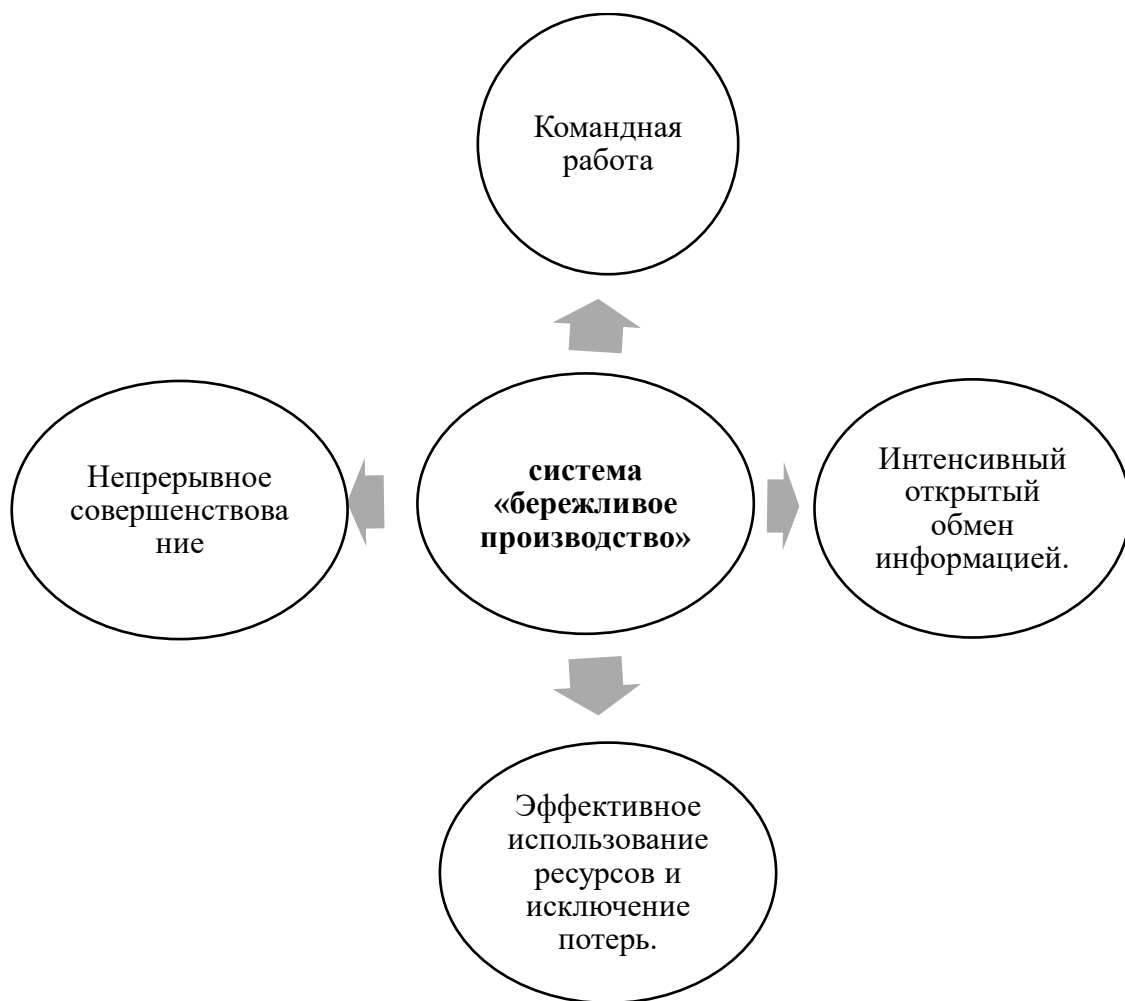 Командная
работа
Непрерывное
совершенствова
ние
система
«бережливое
производство»
Интенсивный
открытый
обмен
информацией.
Эффективное
использование
ресурсов и
исключение
потерь.